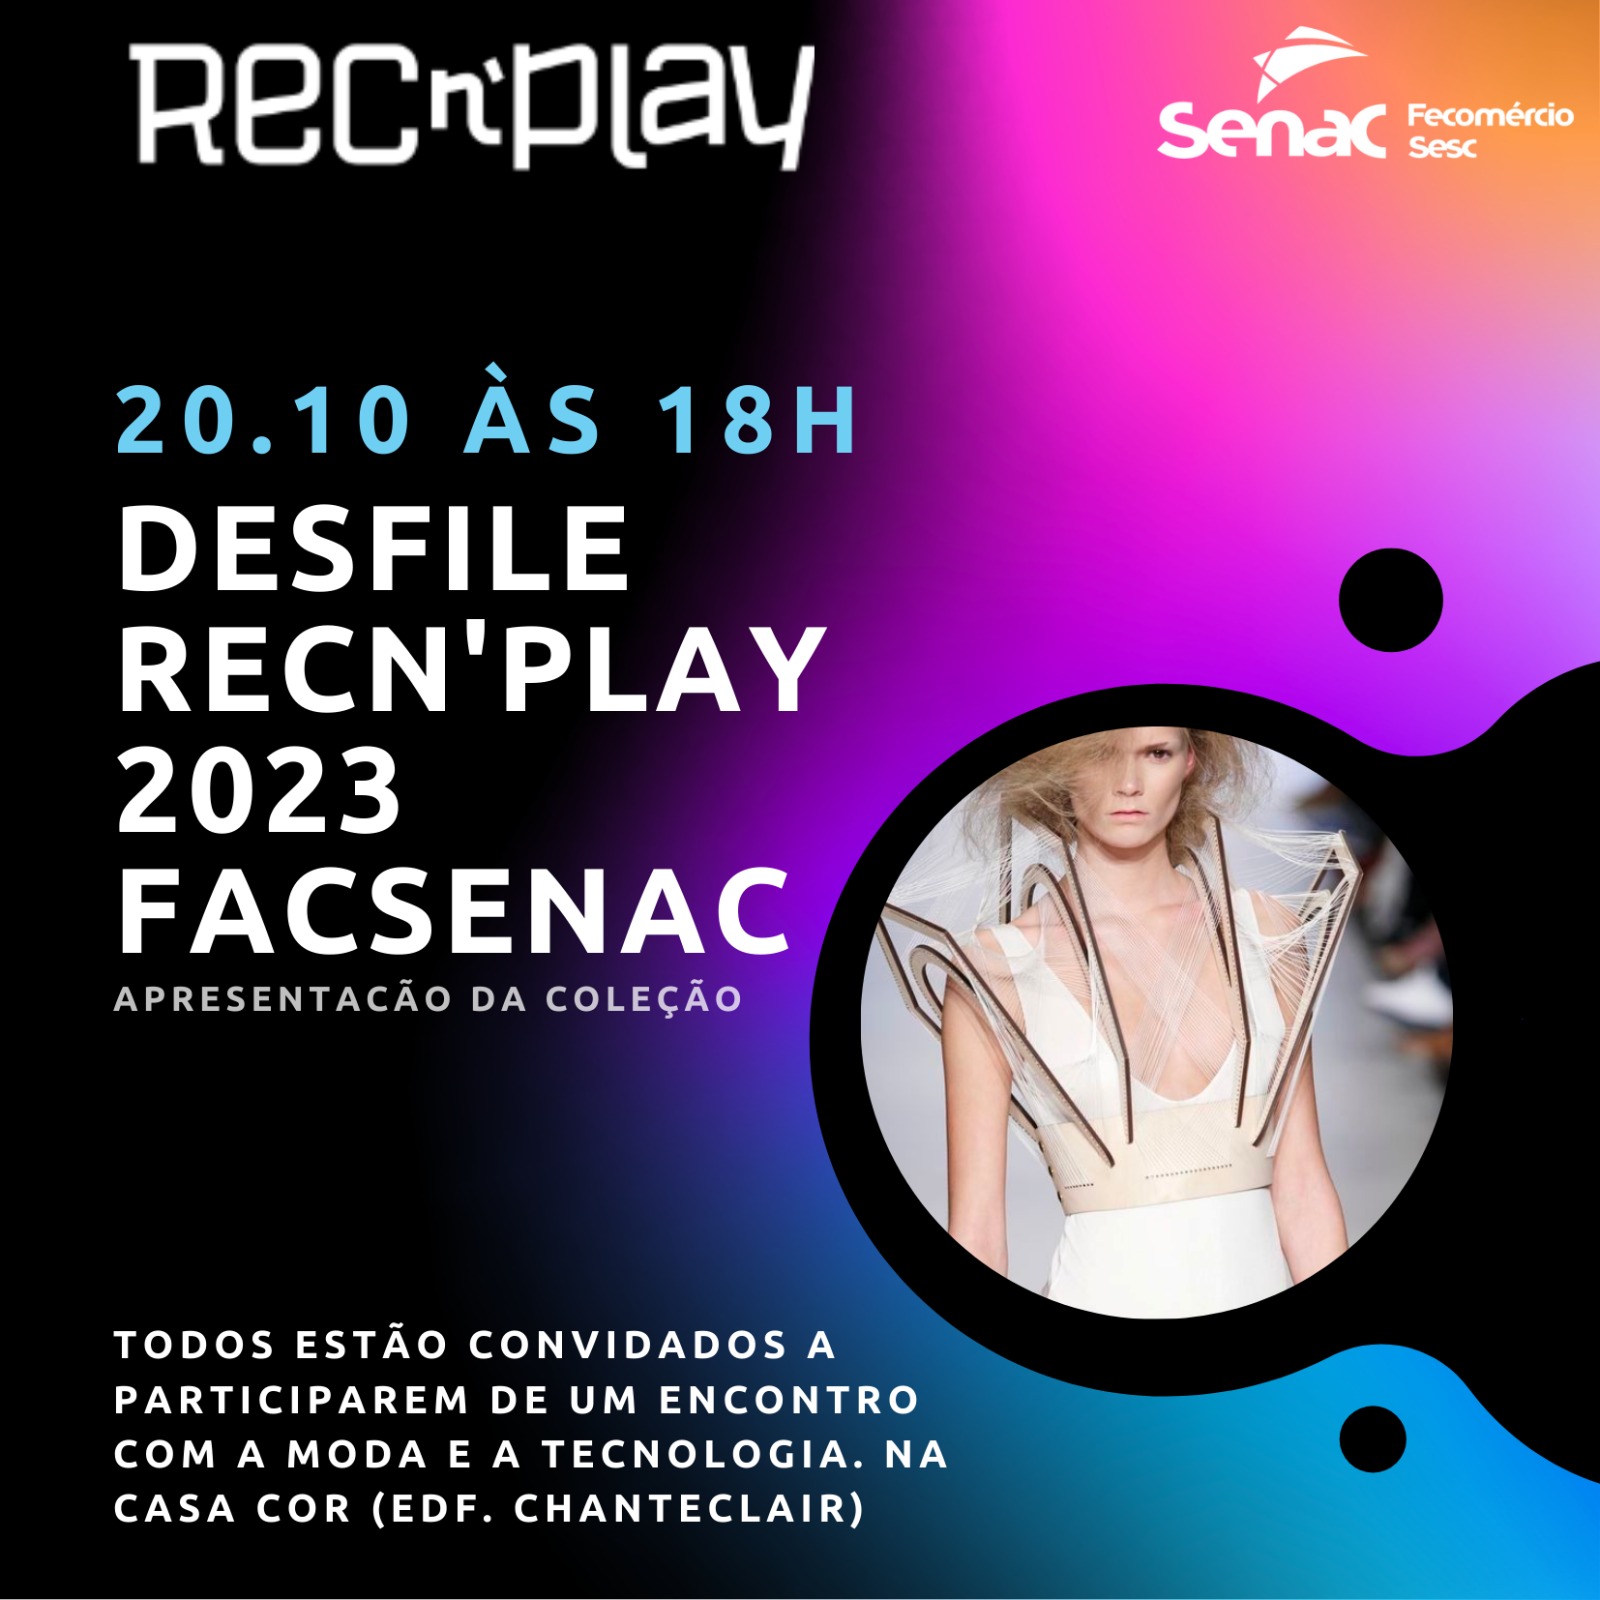 RECn'Play
Senac Fecomércio
Sesc
20.10 ÀS 18H
DESFILE
RECN'PLAY
2023
FACSENAC
APRESENTACÃO DA COLEÇÃO
TODOS ESTÃO CONVIDADOS A
PARTICIPAREM DE UM ENCONTRO
COM A MODA E A TECNOLOGIA. NA
CASA COR (EDF. CHANTECLAIR)